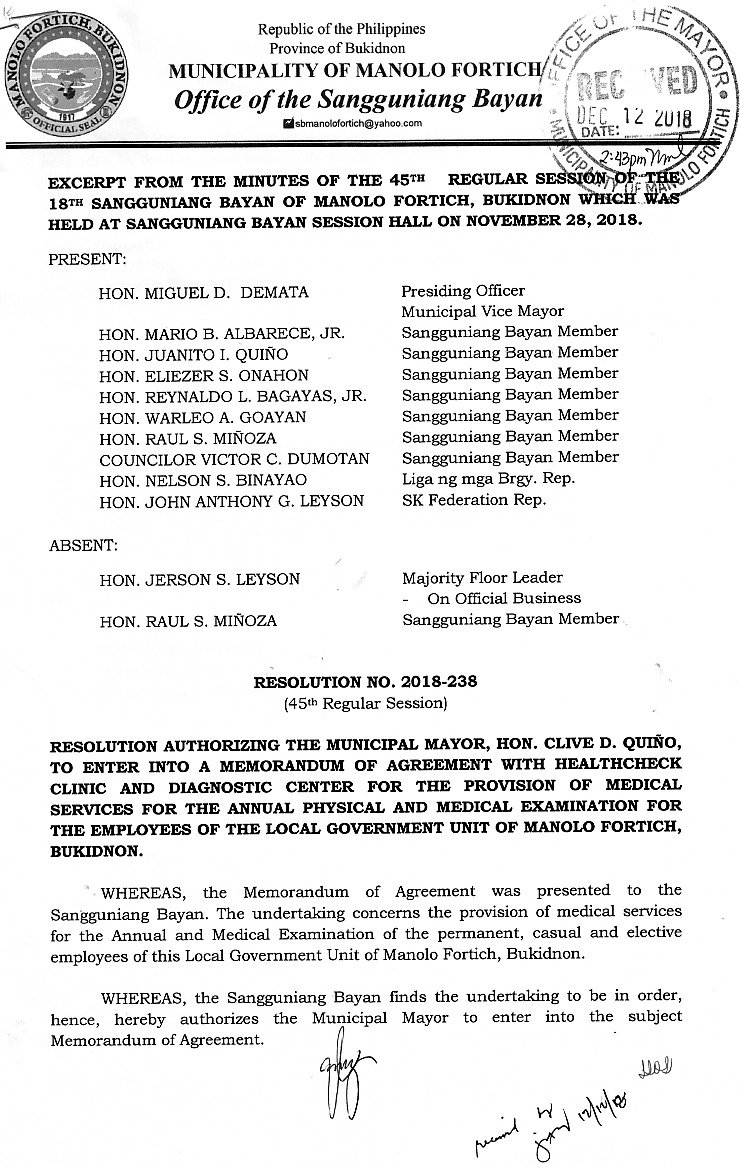 MANOLO FORTICH, BUKIDNON
1917
OFFICIAL SEAL
Republic of the Philippines
Province of Bukidnon
MUNICIPALITY OF MANOLO FORTICH
Office of the Sangguniang Bayan
sbmanolofortich@yahoo.com
OFFICE OF THE MAYOR
REC VED
DEC 12 2018
DATE:
2:43pm
MUNICIPALITY OF MANOLO FORTICH
EXCERPT FROM THE MINUTES OF THE 45TH REGULAR SESSION OF THE
18TH SANGGUNIANG BAYAN OF MANOLO FORTICH, BUKIDNON WHICH WAS
HELD AT SANGGUNIANG BAYAN SESSION HALL ON NOVEMBER 28, 2018.
PRESENT:
HON. MIGUEL D. DEMATA Presiding Officer
Municipal Vice Mayor
HON. MARIO B. ALBARECE, JR. Sangguniang Bayan Member
HON. JUANITO I. QUIÑO Sangguniang Bayan Member
HON. ELIEZER S. ONAHON Sangguniang Bayan Member
HON. REYNALDO L. BAGAYAS, JR. Sangguniang Bayan Member
HON. WARLEO A. GOAYAN Sangguniang Bayan Member
HON. RAUL S. MIÑOZA Sangguniang Bayan Member
COUNCILOR VICTOR C. DUMOTAN Sangguniang Bayan Member
HON. NELSON S. BINAYAO Liga ng mga Brgy. Rep.
HON. JOHN ANTHONY G. LEYSON SK Federation Rep.
ABSENT:
HON. JERSON S. LEYSON Majority Floor Leader
- On Official Business
HON. RAUL S. MIÑOZA Sangguniang Bayan Member
RESOLUTION NO. 2018-238
(45th Regular Session)
RESOLUTION AUTHORIZING THE MUNICIPAL MAYOR, HON. CLIVE D. QUIÑO,
TO ENTER INTO A MEMORANDUM OF AGREEMENT WITH HEALTHCHECK
CLINIC AND DIAGNOSTIC CENTER FOR THE PROVISION OF MEDICAL
SERVICES FOR THE ANNUAL PHYSICAL AND MEDICAL EXAMINATION FOR
THE EMPLOYEES OF THE LOCAL GOVERNMENT UNIT OF MANOLO FORTICH,
BUKIDNON.
WHEREAS, the Memorandum of Agreement was presented to the
Sangguniang Bayan. The undertaking concerns the provision of medical services
for the Annual and Medical Examination of the permanent, casual and elective
employees of this Local Government Unit of Manolo Fortich, Bukidnon.
WHEREAS, the Sangguniang Bayan finds the undertaking to be in order,
hence, hereby authorizes the Municipal Mayor to enter into the subject
Memorandum of Agreement.
12/12/18